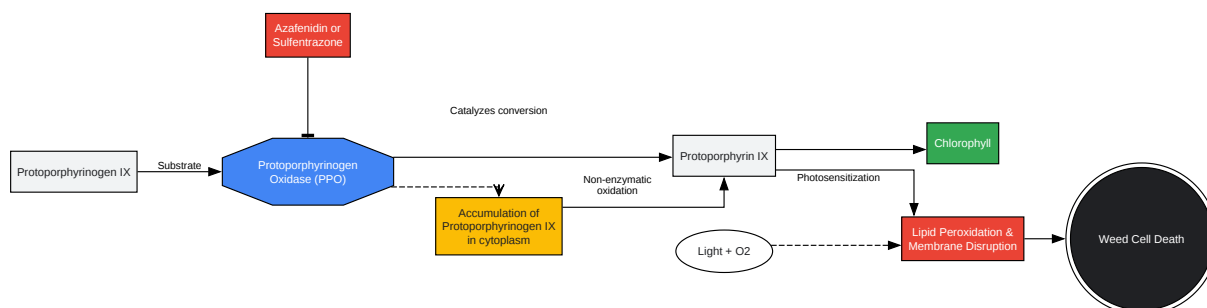 Azafenidin or
Sulfentrazone
Catalyzes conversion
Protoporphyrinogen IX
Substrate
Protoporphyrinogen
Oxidase (PPO)
Protoporphyrin IX
Chlorophyll
Non-enzymatic
oxidation
Photosensitization
Accumulation of
Protoporphyrinogen IX
in cytoplasm
Light + O2
Lipid Peroxidation &
Membrane Disruption
Weed Cell Death